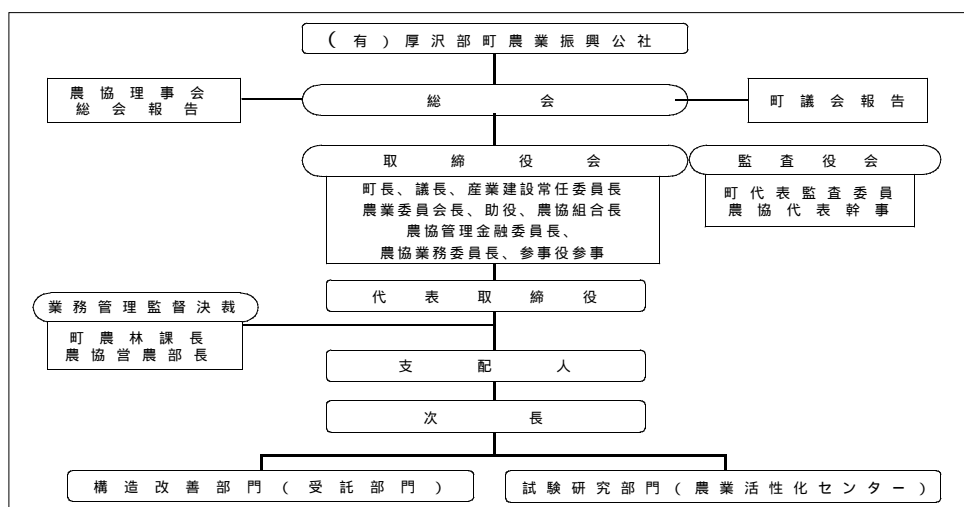 (有)厚沢部町農業振興公社
農協理事会
総会報告
総会
町議会報告
取締役会
町長、議長、産業建設常任委員長
農業委員会長、助役、農協組合長
農協管理金融委員長、
農協業務委員長、参事役参事
監査役会
町代表監査委員
農協代表幹事
代表取締役
業務管理監督決裁
町農林課長
農協営農部長
支配人
次長
構造改善部門(受託部門)
試験研究部門(農業活性化センター)